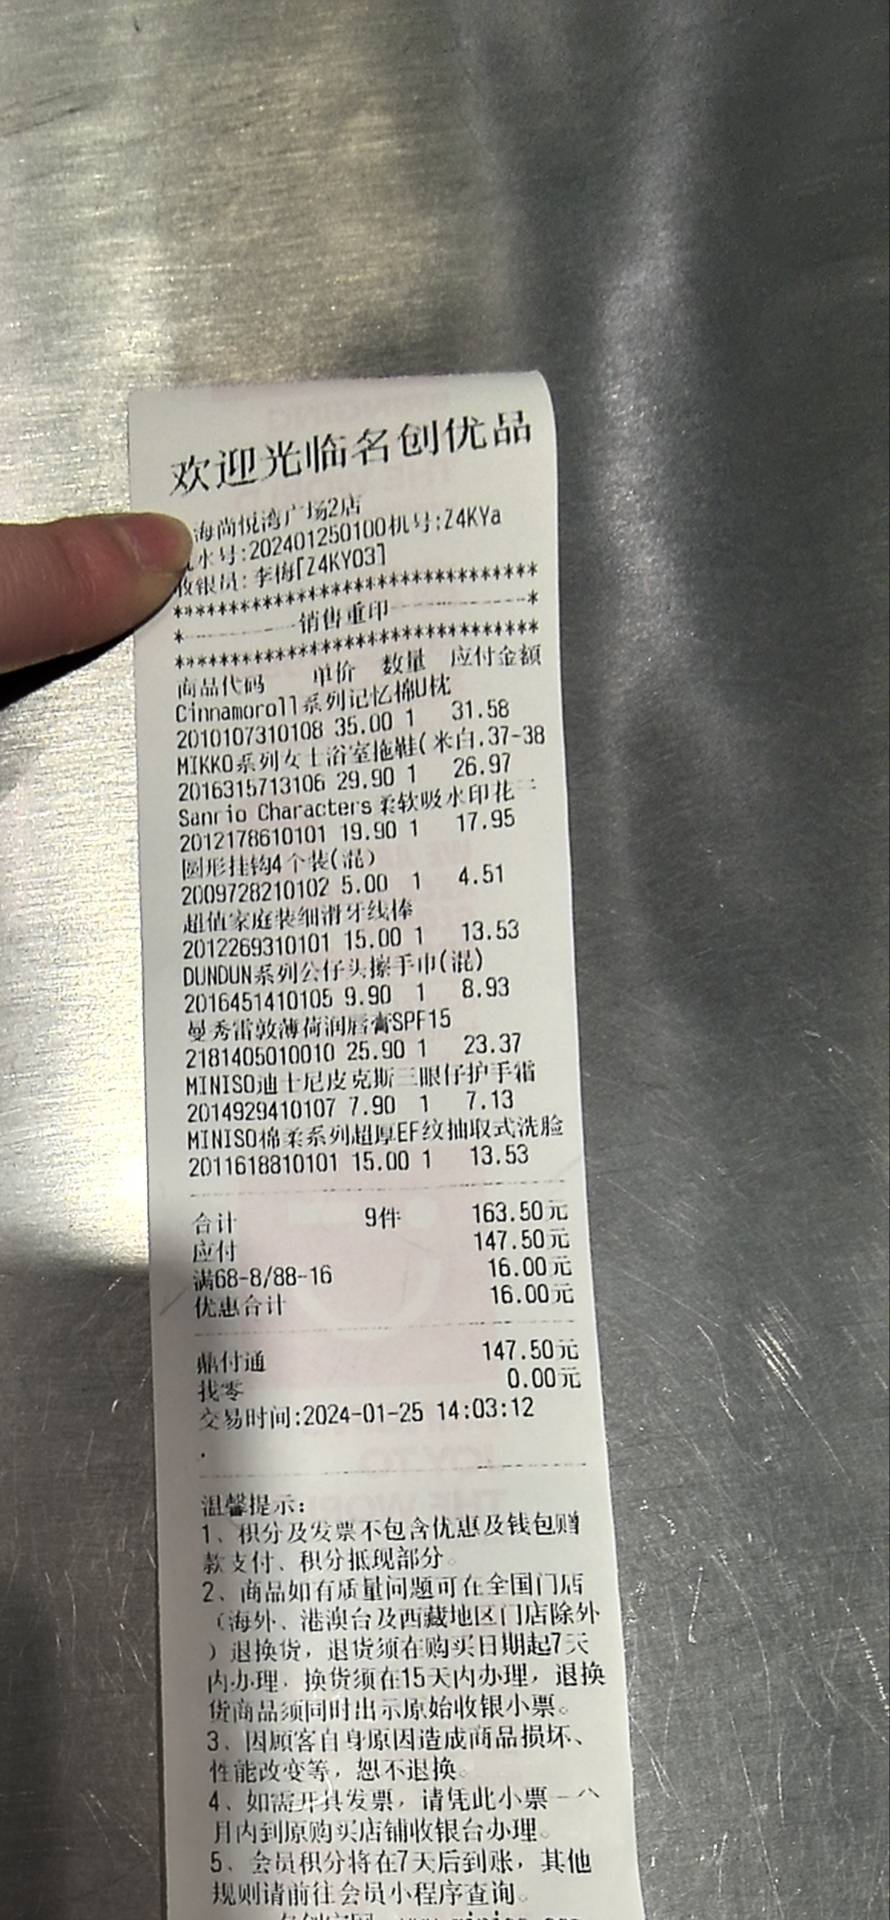 欢迎光临名创优品
海尚悦湾广场2店
水号:202401250100机号:Z4KYa
收银员:李梅[Z4KY03]
******************************
*----------销售重印----------*
******************************
商品代码 单价 数量 应付金额
Cinnamoroll系列记忆棉U枕
2010107310108 35.00 1 31.58
MIKKO系列女士浴室拖鞋(米白.37-38
2016315713106 29.90 1 26.97
Sanrio Characters柔软吸水印花二
2012178610101 19.90 1 17.95
圆形挂钩4个装(混)
2009728210102 5.00 1 4.51
超值家庭装细滑牙线棒
2012269310101 15.00 1 13.53
DUNDUN系列公仔头擦手巾(混)
2016451410105 9.90 1 8.93
曼秀雷敦薄荷润唇膏SPF15
2181405010010 25.90 1 23.37
MINISO迪士尼皮克斯三眼仔护手霜
2014929410107 7.90 1 7.13
MINISO棉柔系列超厚EF纹抽取式洗脸
2011618810101 15.00 1 13.53
合计 9件 163.50元
应付 147.50元
满68-8/88-16 16.00元
优惠合计 16.00元
鼎付通 147.50元
找零 0.00元
交易时间:2024-01-25 14:03:12
.
温馨提示:
1、积分及发票不包含优惠及钱包赠
款支付、积分抵现部分。
2、商品如有质量问题可在全国门店
(海外、港澳台及西藏地区门店除外
)退换货,退货须在购买日期起7天
内办理,换货须在15天内办理,退换
货商品须同时出示原始收银小票。
3、因顾客自身原因造成商品损坏、
性能改变等,恕不退换。
4、如需开具发票,请凭此小票一个
月内到原购买店铺收银台办理。
5、会员积分将在7天后到账,其他
规则请前往会员小程序查询。